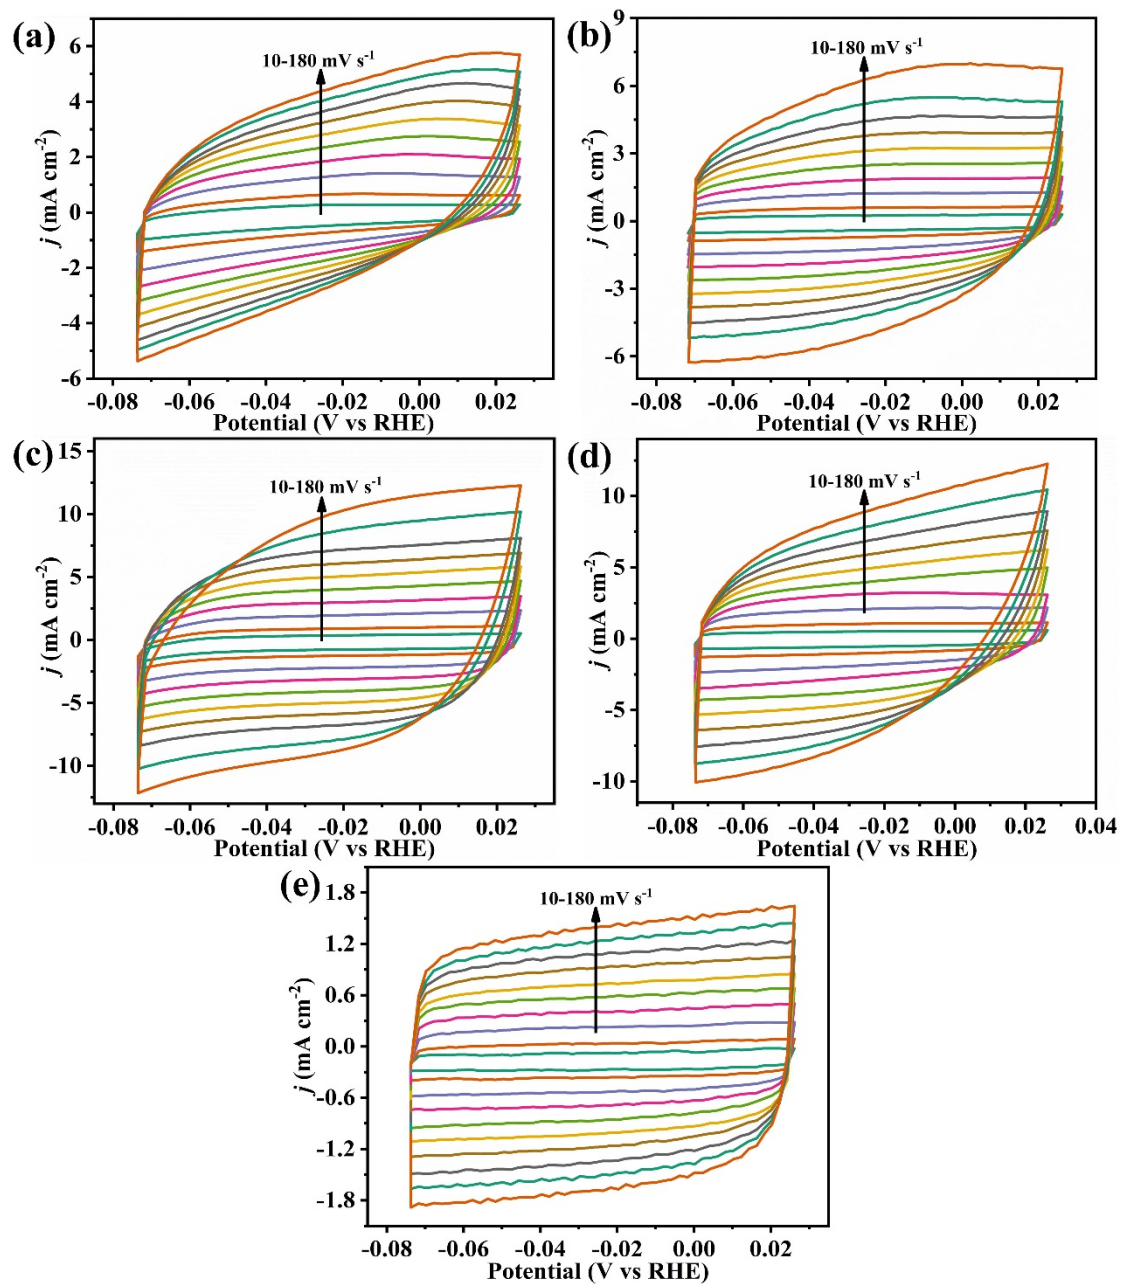 (a)
10-180 mV s⁻¹
6
4
2
0
-2
-4
-6
j (mA cm⁻²)
-0.08 -0.06 -0.04 -0.02 0.00 0.02
Potential (V vs RHE)
(b)
10-180 mV s⁻¹
9
6
3
0
-3
-6
j (mA cm⁻²)
-0.08 -0.06 -0.04 -0.02 0.00 0.02
Potential (V vs RHE)
(c)
10-180 mV s⁻¹
15
10
5
0
-5
-10
j (mA cm⁻²)
-0.08 -0.06 -0.04 -0.02 0.00 0.02
Potential (V vs RHE)
(d)
10-180 mV s⁻¹
10
5
0
-5
-10
j (mA cm⁻²)
-0.08 -0.06 -0.04 -0.02 0.00 0.02 0.04
Potential (V vs RHE)
(e)
10-180 mV s⁻¹
1.8
1.2
0.6
0.0
-0.6
-1.2
-1.8
j (mA cm⁻²)
-0.08 -0.06 -0.04 -0.02 0.00 0.02
Potential (V vs RHE)